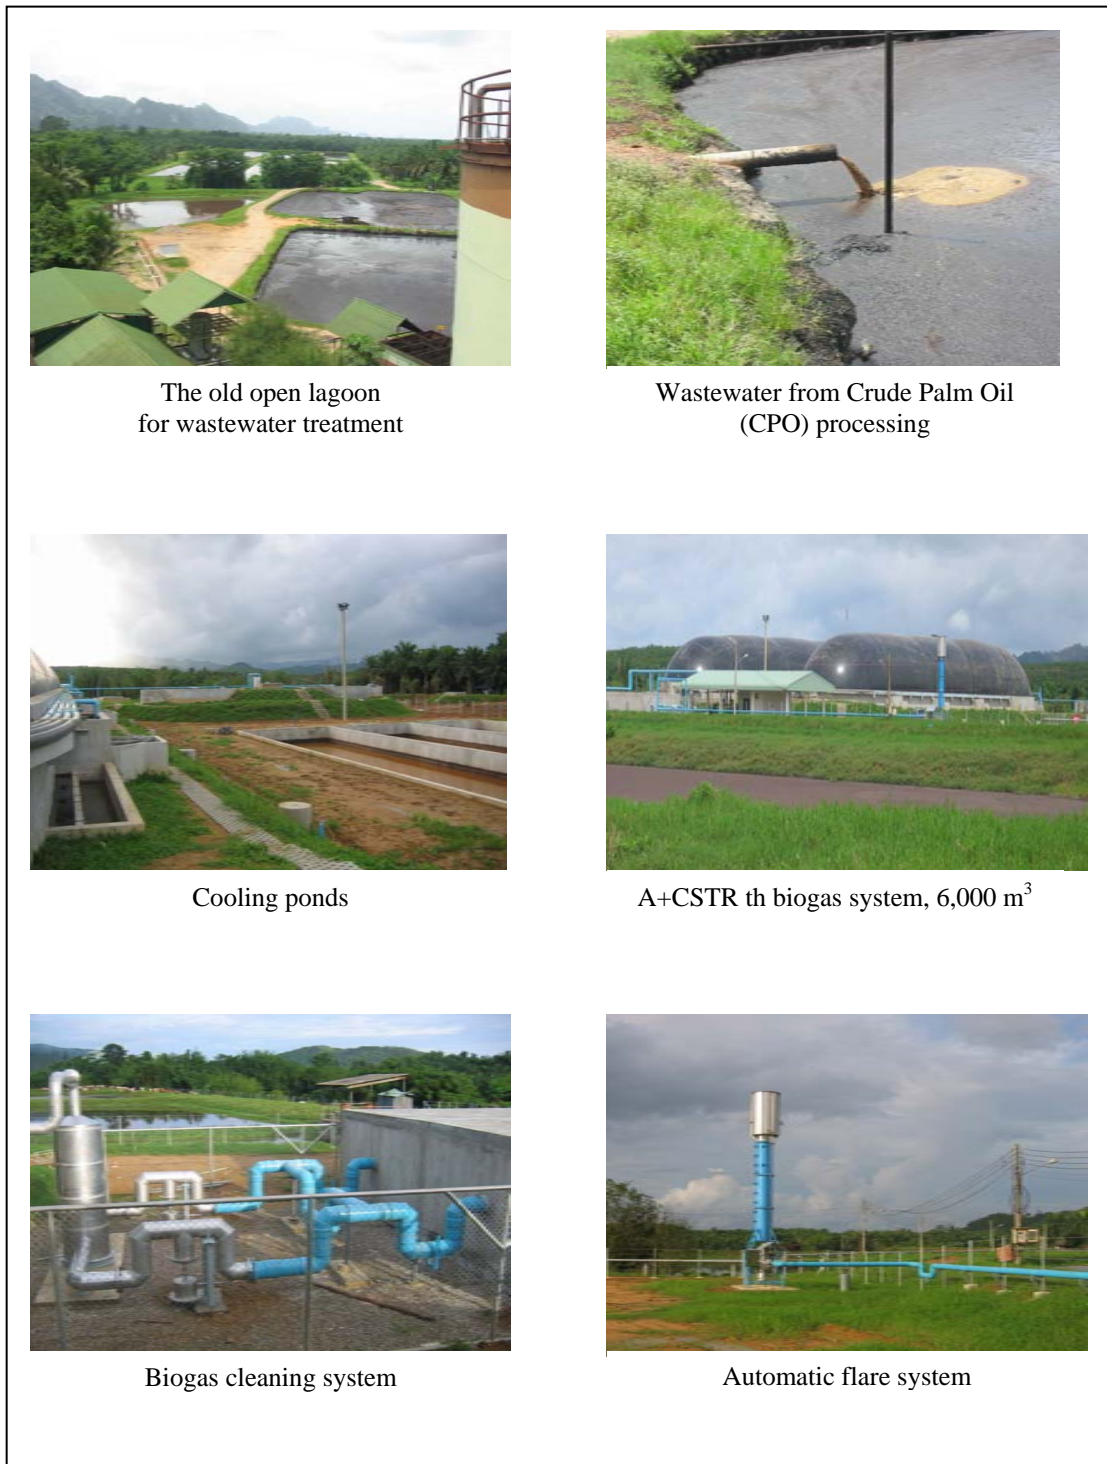 The old open lagoon
for wastewater treatment
Wastewater from Crude Palm Oil
(CPO) processing
Cooling ponds
A+CSTR th biogas system, 6,000 m³
Biogas cleaning system
Automatic flare system